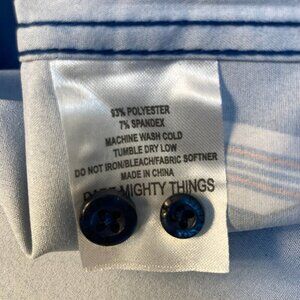 93% POLYESTER
7% SPANDEX
MACHINE WASH COLD
TUMBLE DRY LOW
DO NOT IRON/BLEACH/FABRIC SOFTNER
MADE IN CHINA
DARE MIGHTY THINGS